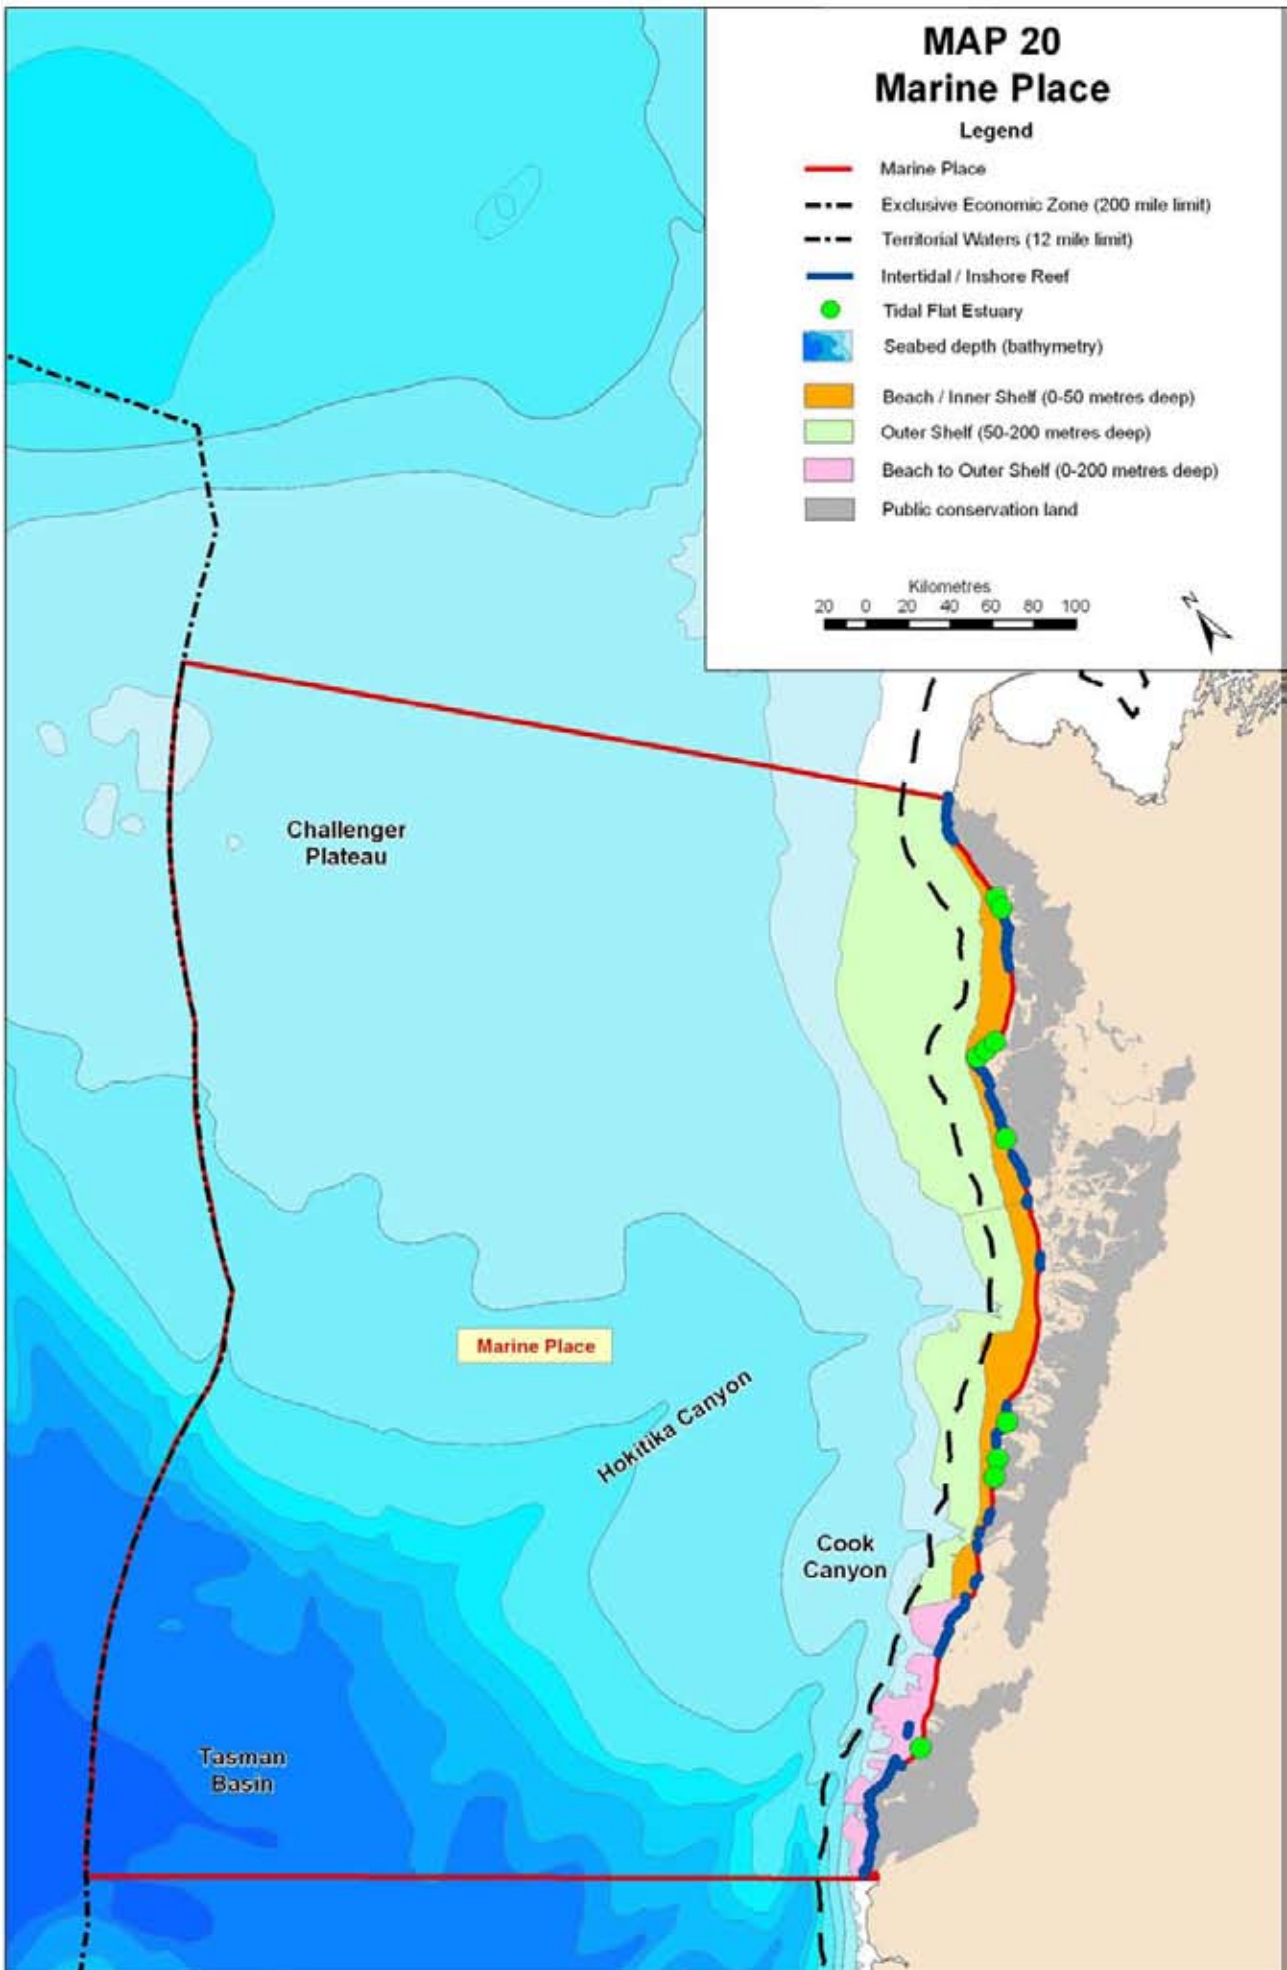 MAP 20
Marine Place
Legend
Marine Place
Exclusive Economic Zone (200 mile limit)
Territorial Waters (12 mile limit)
Intertidal / Inshore Reef
Tidal Flat Estuary
Seabed depth (bathymetry)
Beach / Inner Shelf (0-50 metres deep)
Outer Shelf (50-200 metres deep)
Beach to Outer Shelf (0-200 metres deep)
Public conservation land
Kilometres
20 0 20 40 60 100
N
Challenger
Plateau
Marine Place
Hokitika Canyon
Cook
Canyon
Tasman
Basin